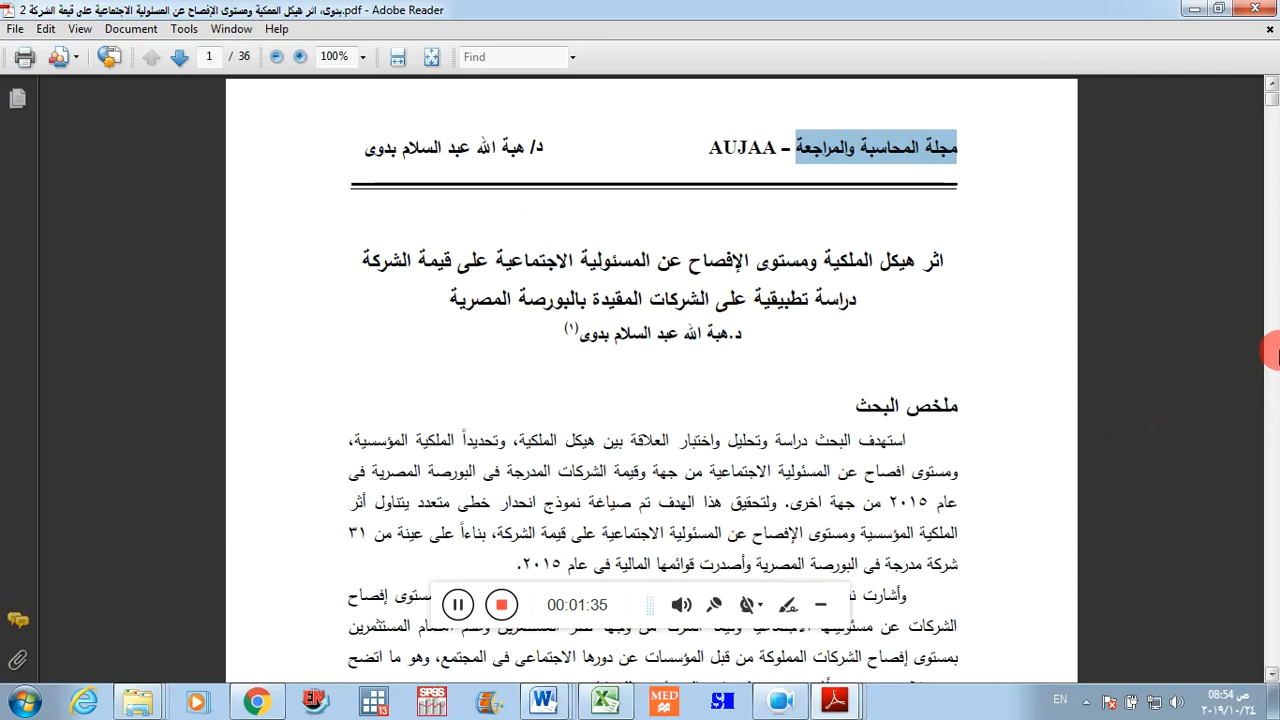 بدوى، اثر هيكل الملكية ومستوى الإفصاح عن المسئولية الاجتماعية على قيمة الشركة 2.pdf - Adobe Reader
File Edit View Document Tools Window Help
1 / 36 100% Find
مجلة المحاسبة والمراجعة – AUJAA د/ هبة الله عبد السلام بدوى
اثر هيكل الملكية ومستوى الإفصاح عن المسئولية الاجتماعية على قيمة الشركة
دراسة تطبيقية على الشركات المقيدة بالبورصة المصرية
د.هبة الله عبد السلام بدوى(١)
ملخص البحث
استهدف البحث دراسة وتحليل واختبار العلاقة بين هيكل الملكية، وتحديداً الملكية المؤسسية،
ومستوى افصاح عن المسئولية الاجتماعية من جهة وقيمة الشركات المدرجة فى البورصة المصرية فى
عام ٢٠١٥ من جهة اخرى. ولتحقيق هذا الهدف تم صياغة نموذج انحدار خطى متعدد يتناول أثر
الملكية المؤسسية ومستوى الإفصاح عن المسئولية الاجتماعية على قيمة الشركة، بناءاً على عينة من ٣١
شركة مدرجة فى البورصة المصرية وأصدرت قوائمها المالية فى عام ٢٠١٥.
وأشارت مستوى إفصاح
الشركات عن المستثمرين
بمستوى إفصاح الشركات المملوكة من قبل المؤسسات عن دورها الاجتماعى فى المجتمع، وهو ما اتضح
00:01:35
13 SPSS MED
EN
08:54 ص
٢٠١٩/١٠/٢٤